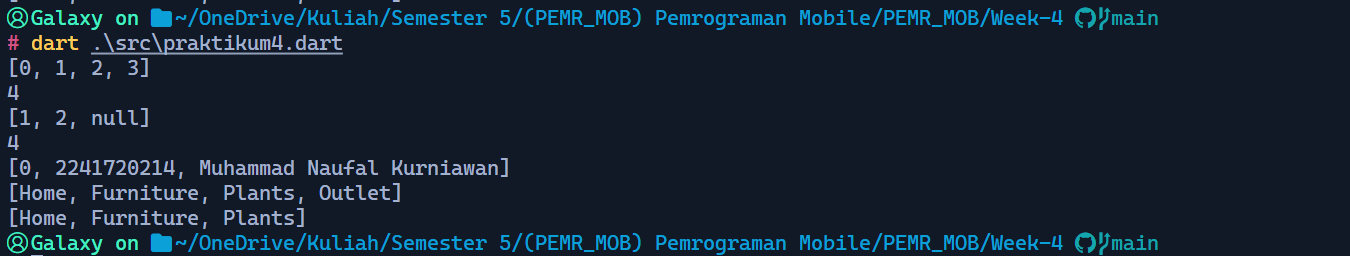 Galaxy on ~/OneDrive/Kuliah/Semester 5/(PEMR_MOB) Pemrograman Mobile/PEMR_MOB/Week-4 main
# dart .\src\praktikum4.dart
[0, 1, 2, 3]
4
[1, 2, null]
4
[0, 2241720214, Muhammad Naufal Kurniawan]
[Home, Furniture, Plants, Outlet]
[Home, Furniture, Plants]
Galaxy on ~/OneDrive/Kuliah/Semester 5/(PEMR_MOB) Pemrograman Mobile/PEMR_MOB/Week-4 main